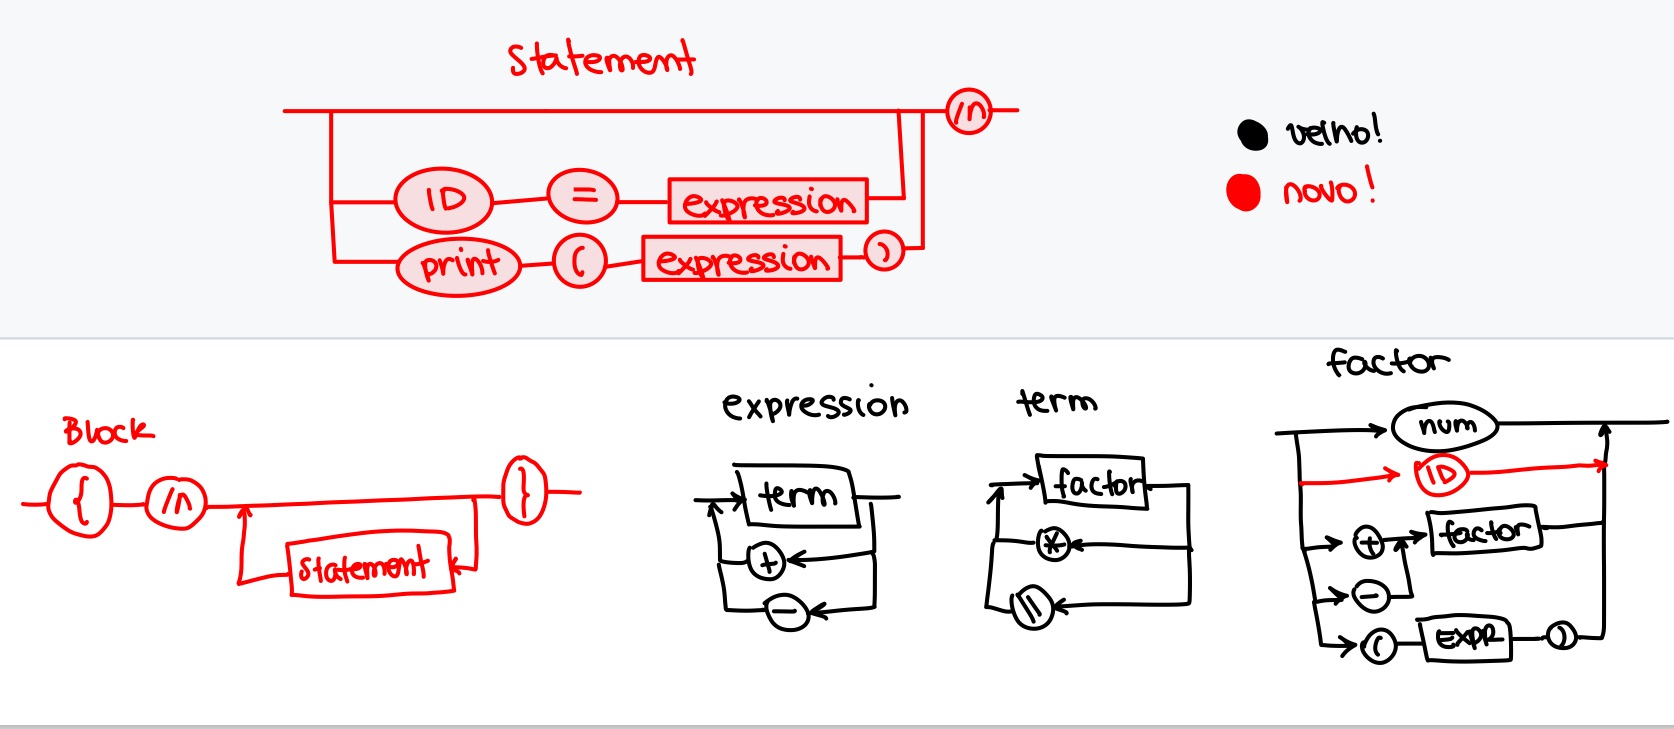 Statement
/n
ID = expression
print ( expression )
velho!
novo!
Block
{ /n }
statement
expression
term
+
-
term
factor
*
//
factor
num
ID
+ factor
-
( EXPR )